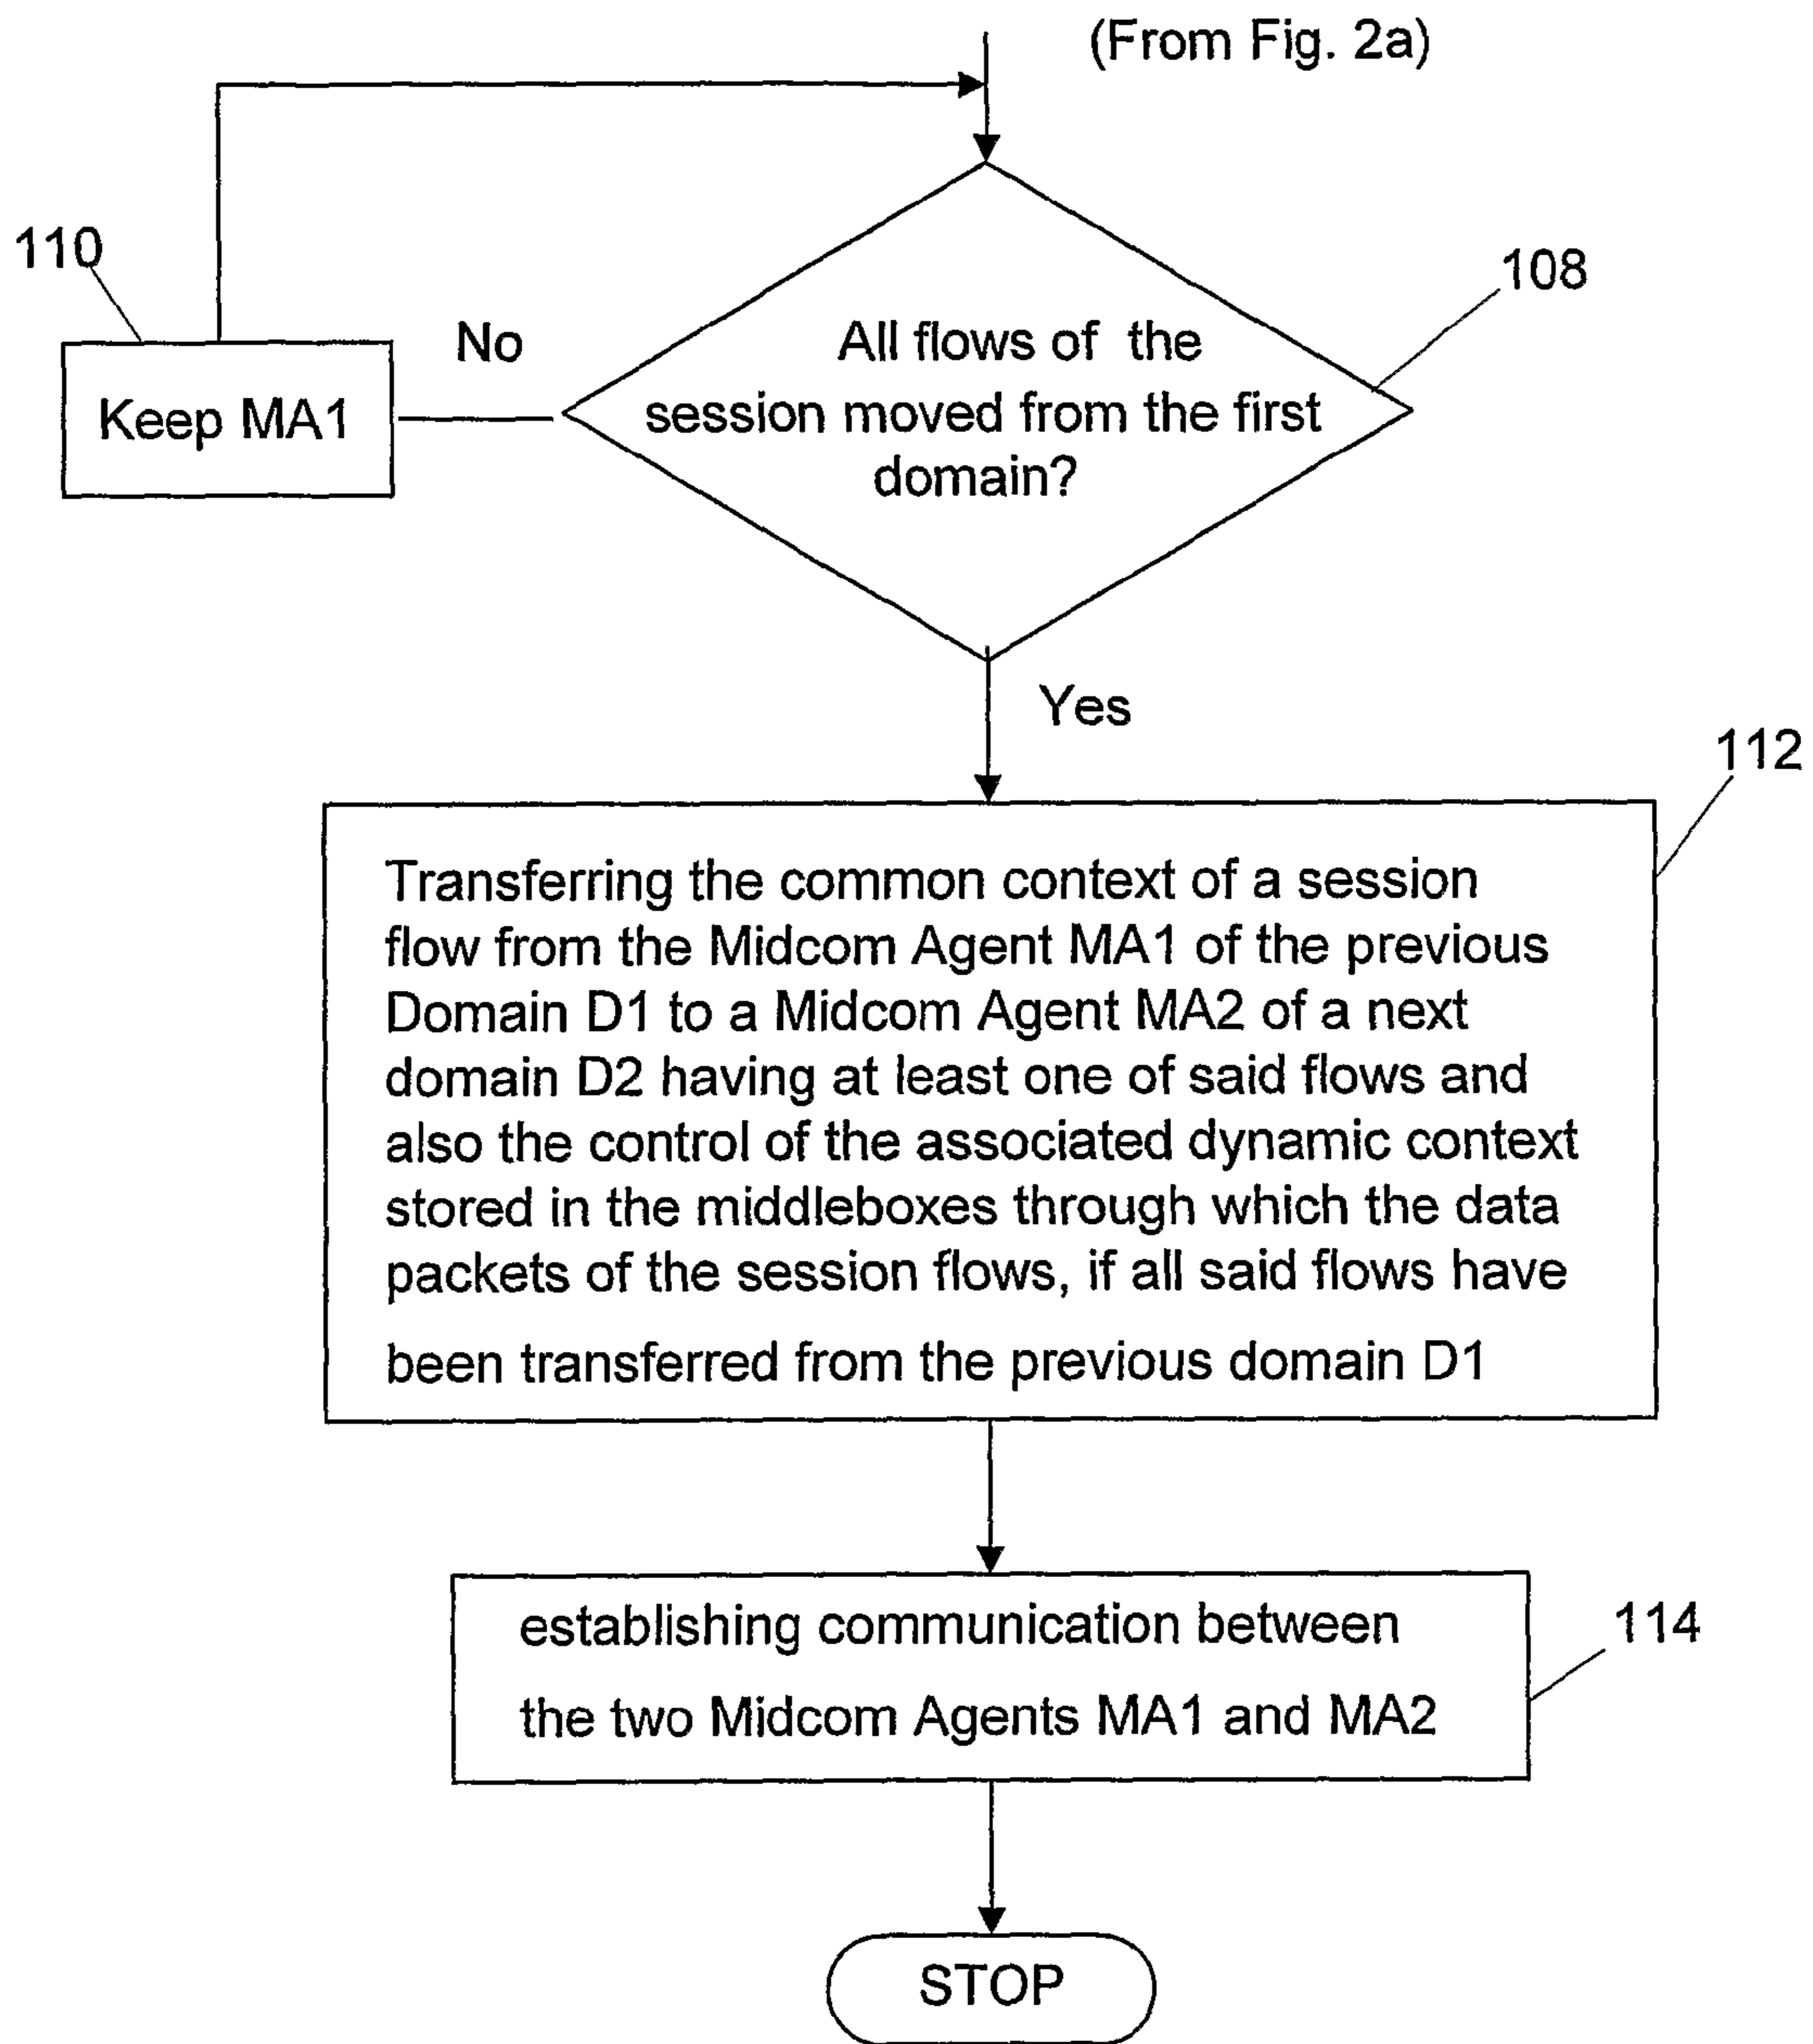 (From Fig. 2a)
110
108
No
All flows of the
session moved from the first
domain?
Keep MA1
Yes
112
Transferring the common context of a session
flow from the Midcom Agent MA1 of the previous
Domain D1 to a Midcom Agent MA2 of a next
domain D2 having at least one of said flows and
also the control of the associated dynamic context
stored in the middleboxes through which the data
packets of the session flows, if all said flows have
been transferred from the previous domain D1
establishing communication between
the two Midcom Agents MA1 and MA2
114
STOP